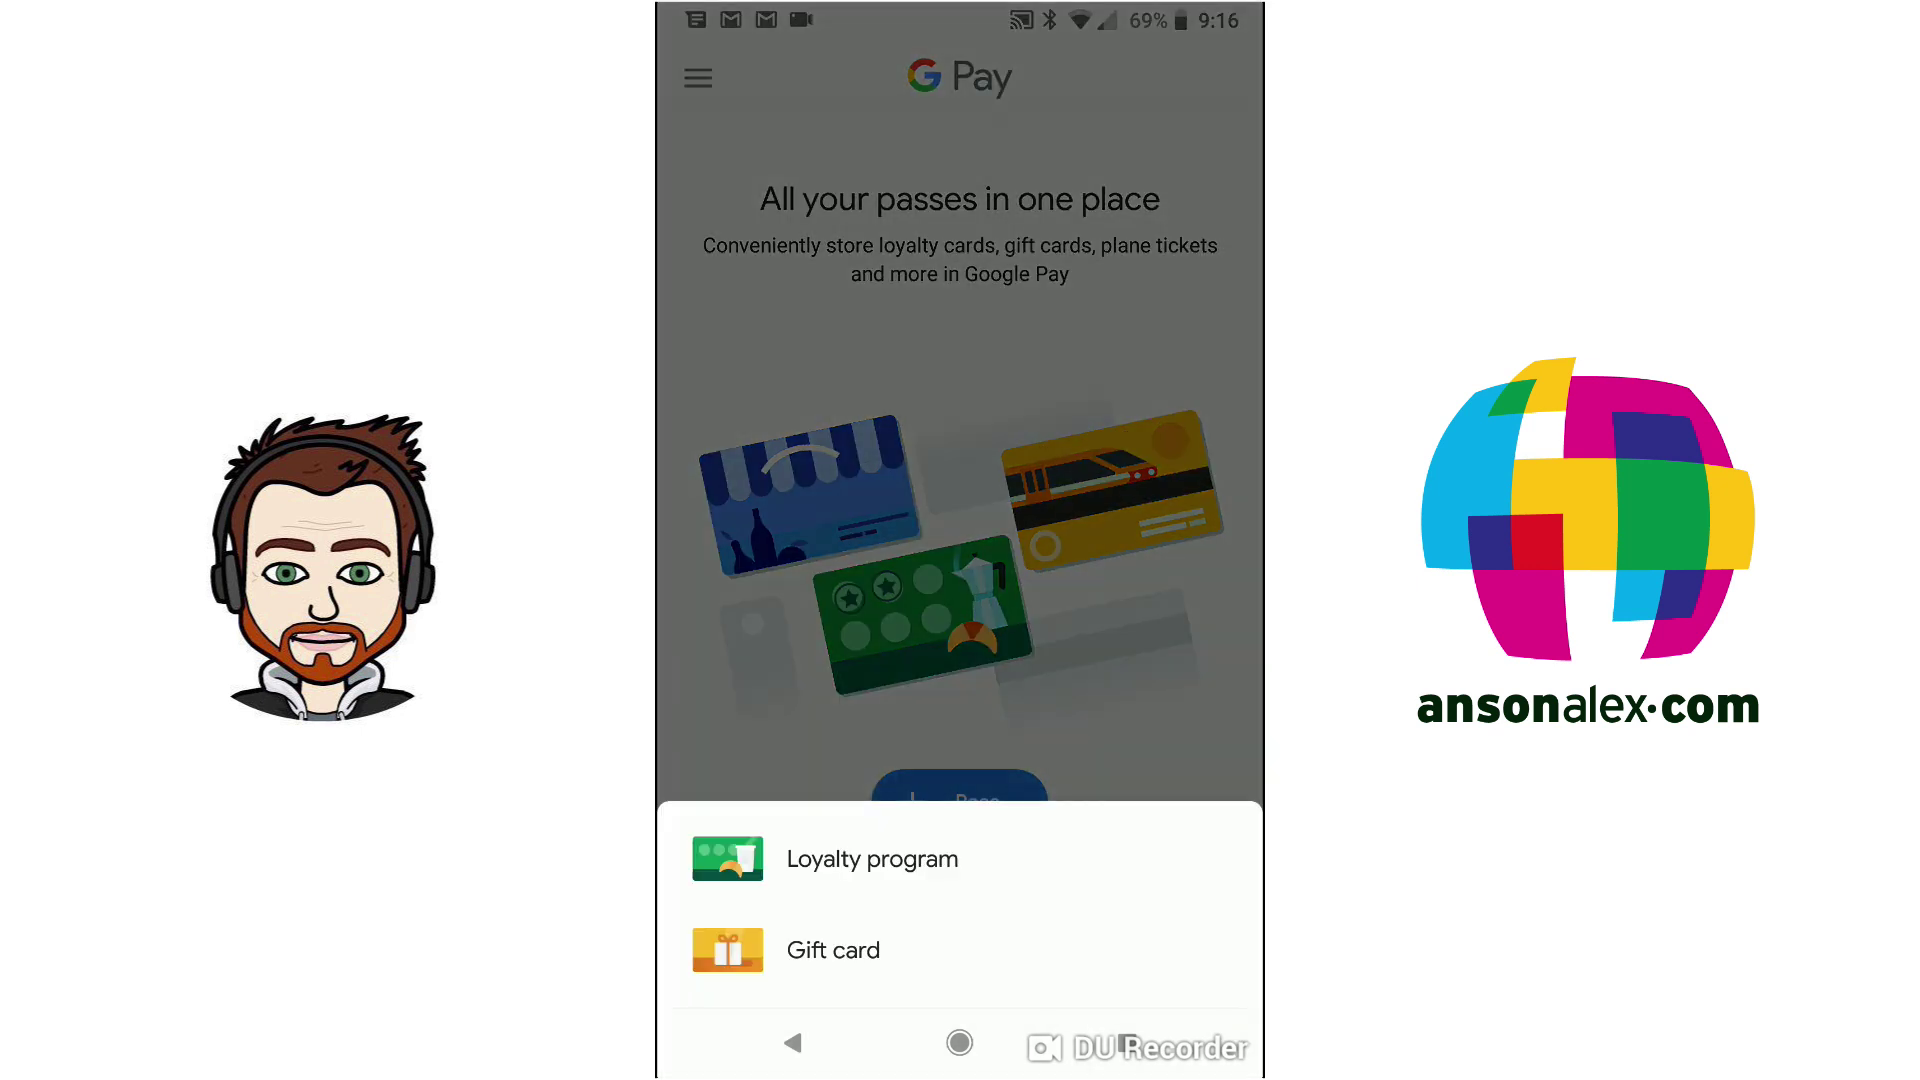 69% 9:16
G Pay
All your passes in one place
Conveniently store loyalty cards, gift cards, plane tickets
and more in Google Pay
Pass
Loyalty program
Gift card
DU Recorder
ansonalex.com